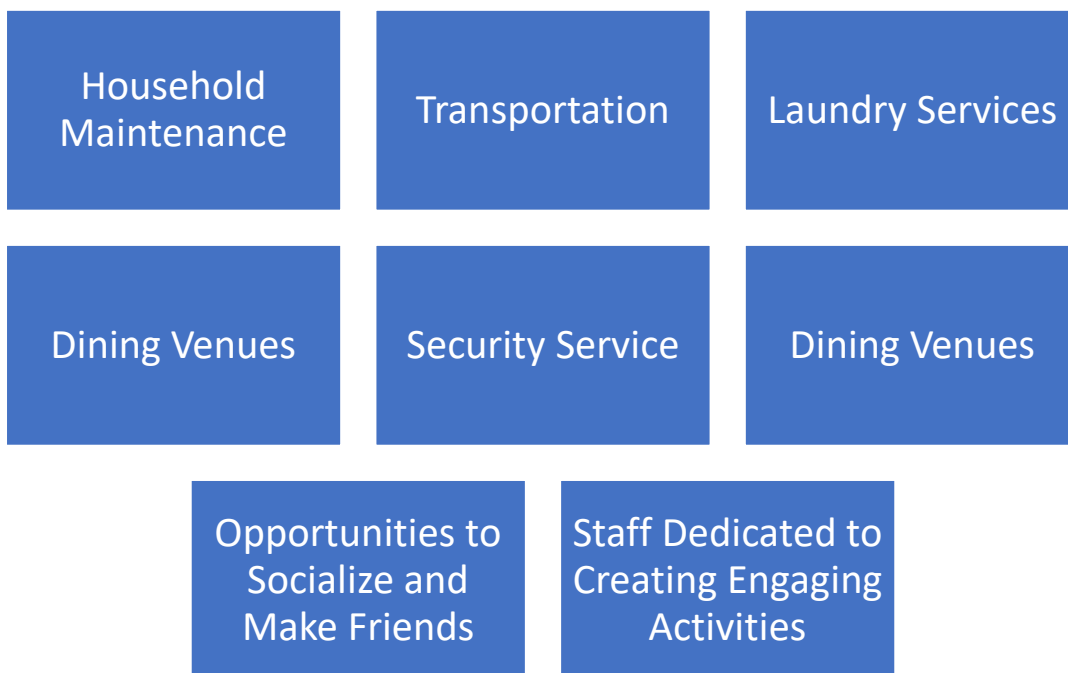 Household
Maintenance
Transportation
Laundry Services
Dining Venues
Security Service
Dining Venues
Opportunities to
Socialize and
Make Friends
Staff Dedicated to
Creating Engaging
Activities